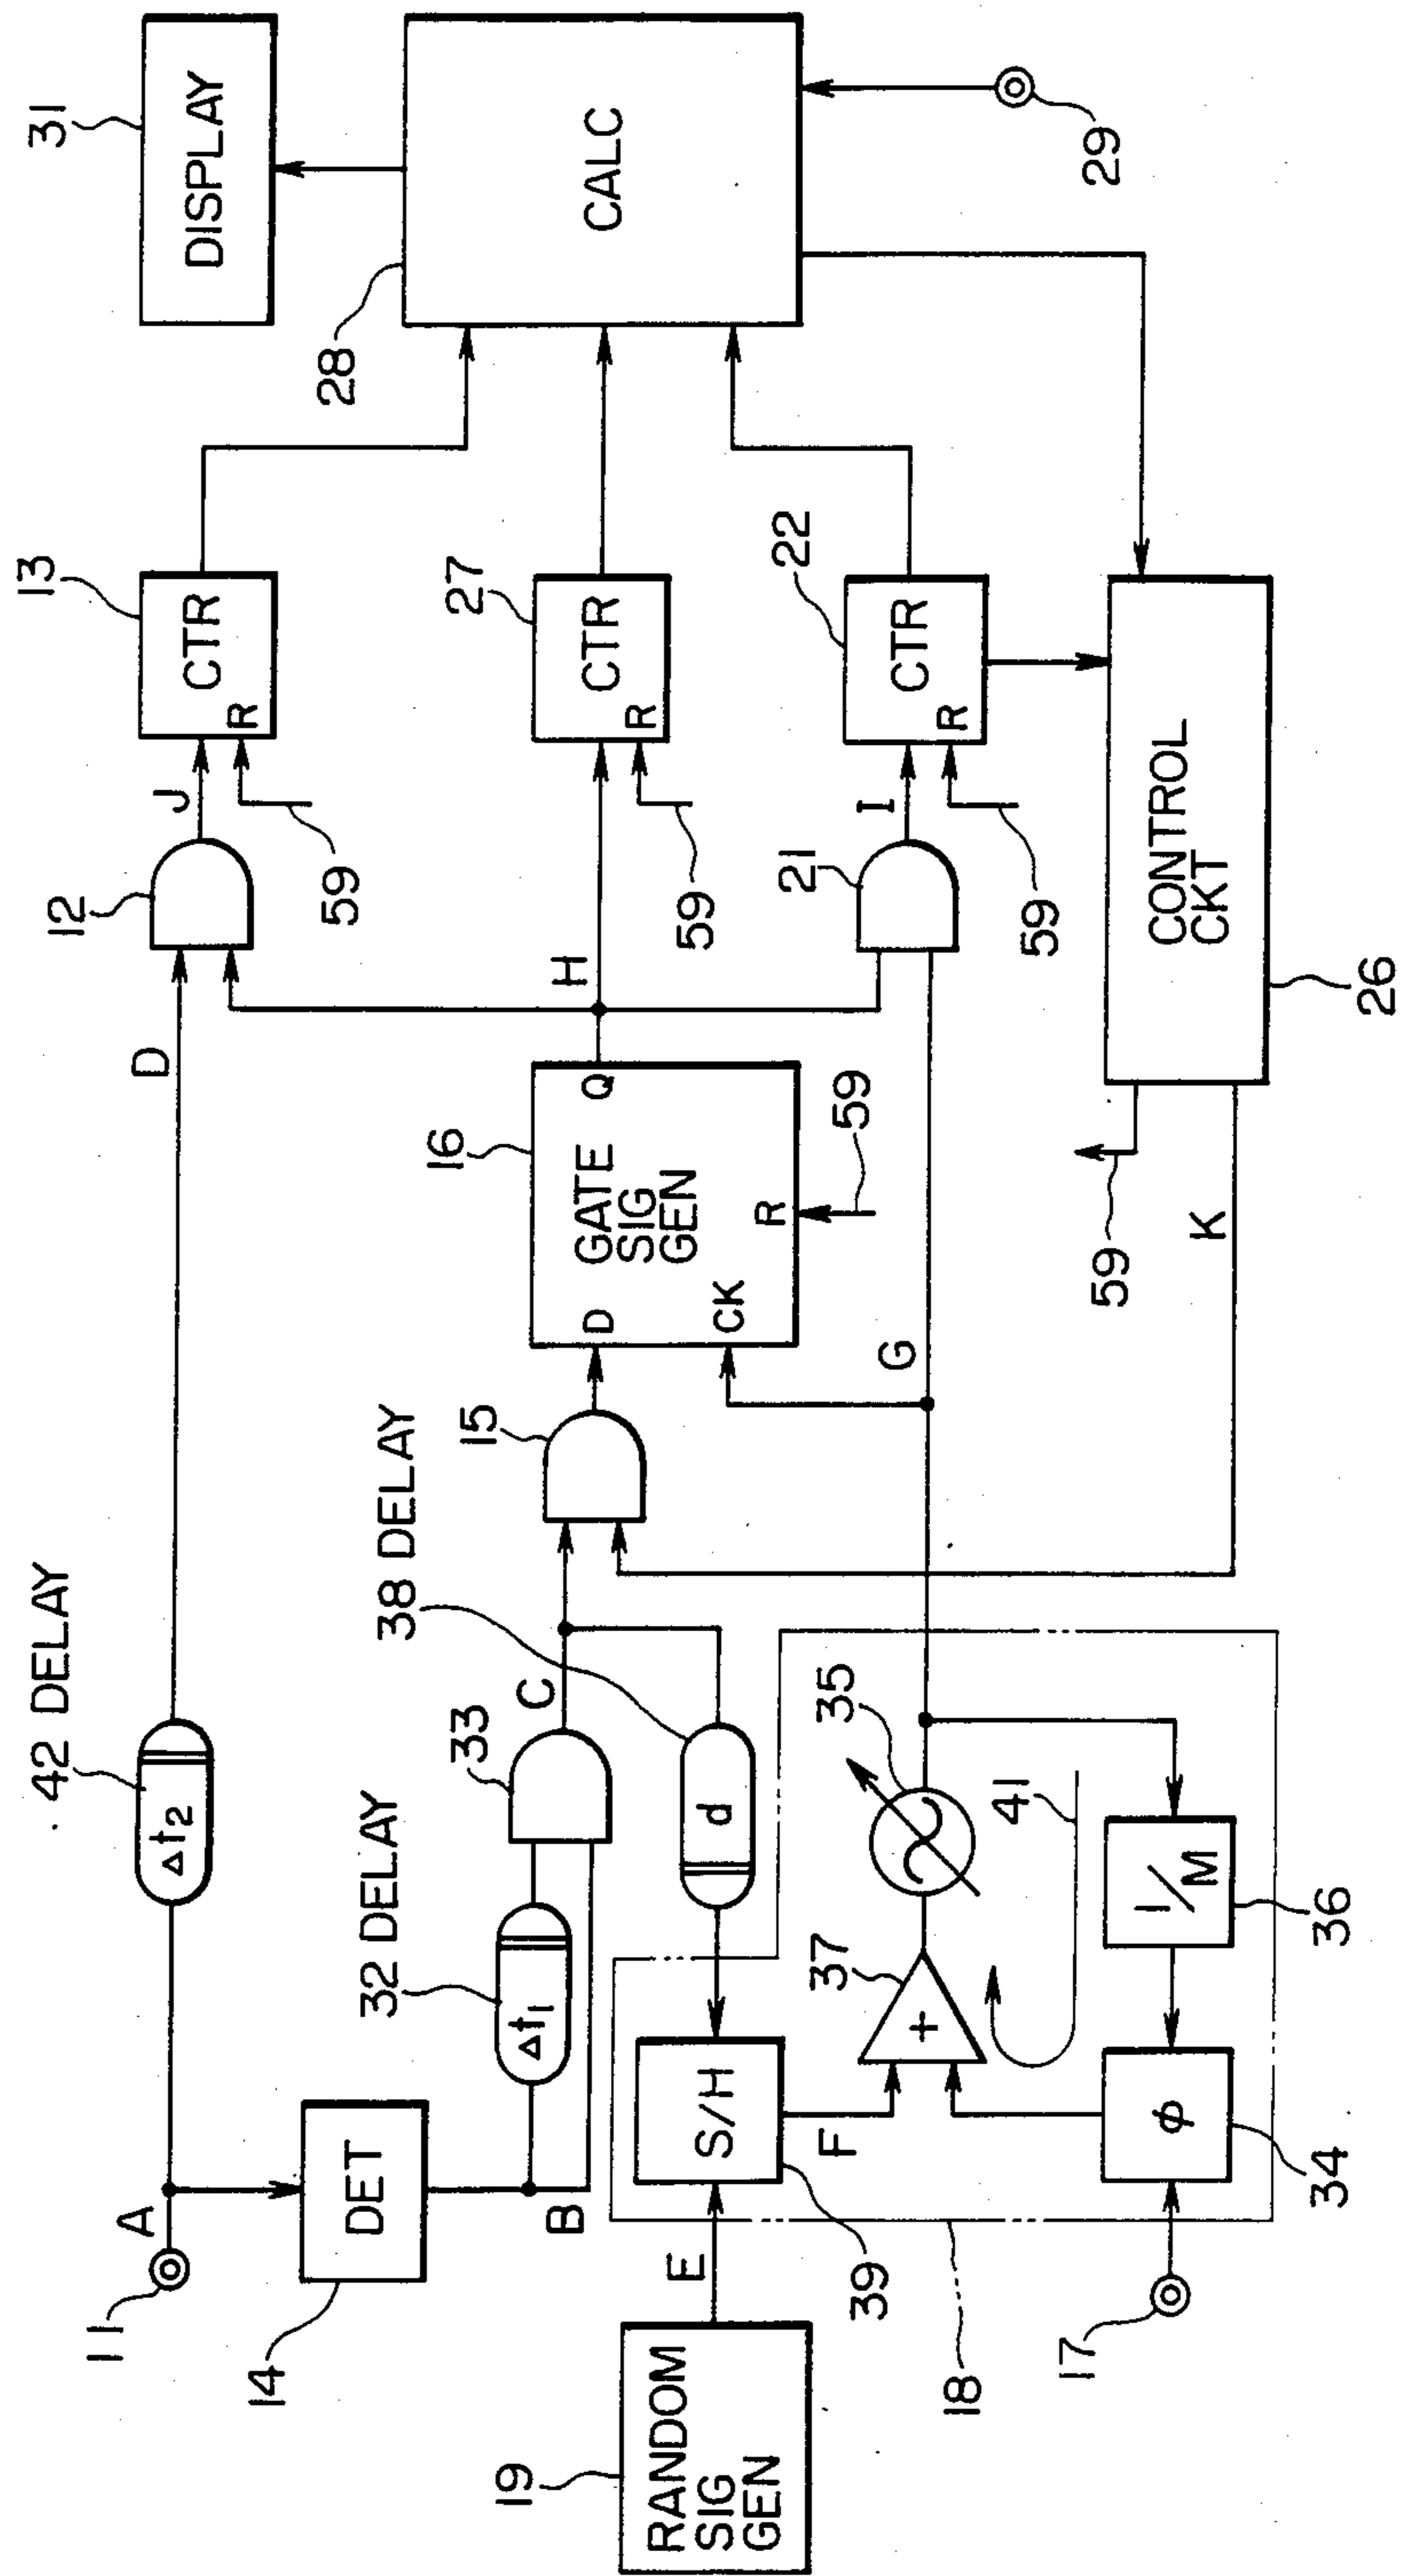 11
A
42 DELAY
Δt2
D
12
J
13
CTR
R
59
31
DISPLAY
14
DET
B
32 DELAY
Δt1
33
C
38 DELAY
d
15
16
GATE
SIG
GEN
D
Q
CK
R
59
H
27
CTR
R
59
28
CALC
29
19
RANDOM
SIG
GEN
E
39
S/H
F
37
+
35
41
G
21
I
22
CTR
R
59
18
17
34
ϕ
36
1/M
K
59
26
CONTROL
CKT